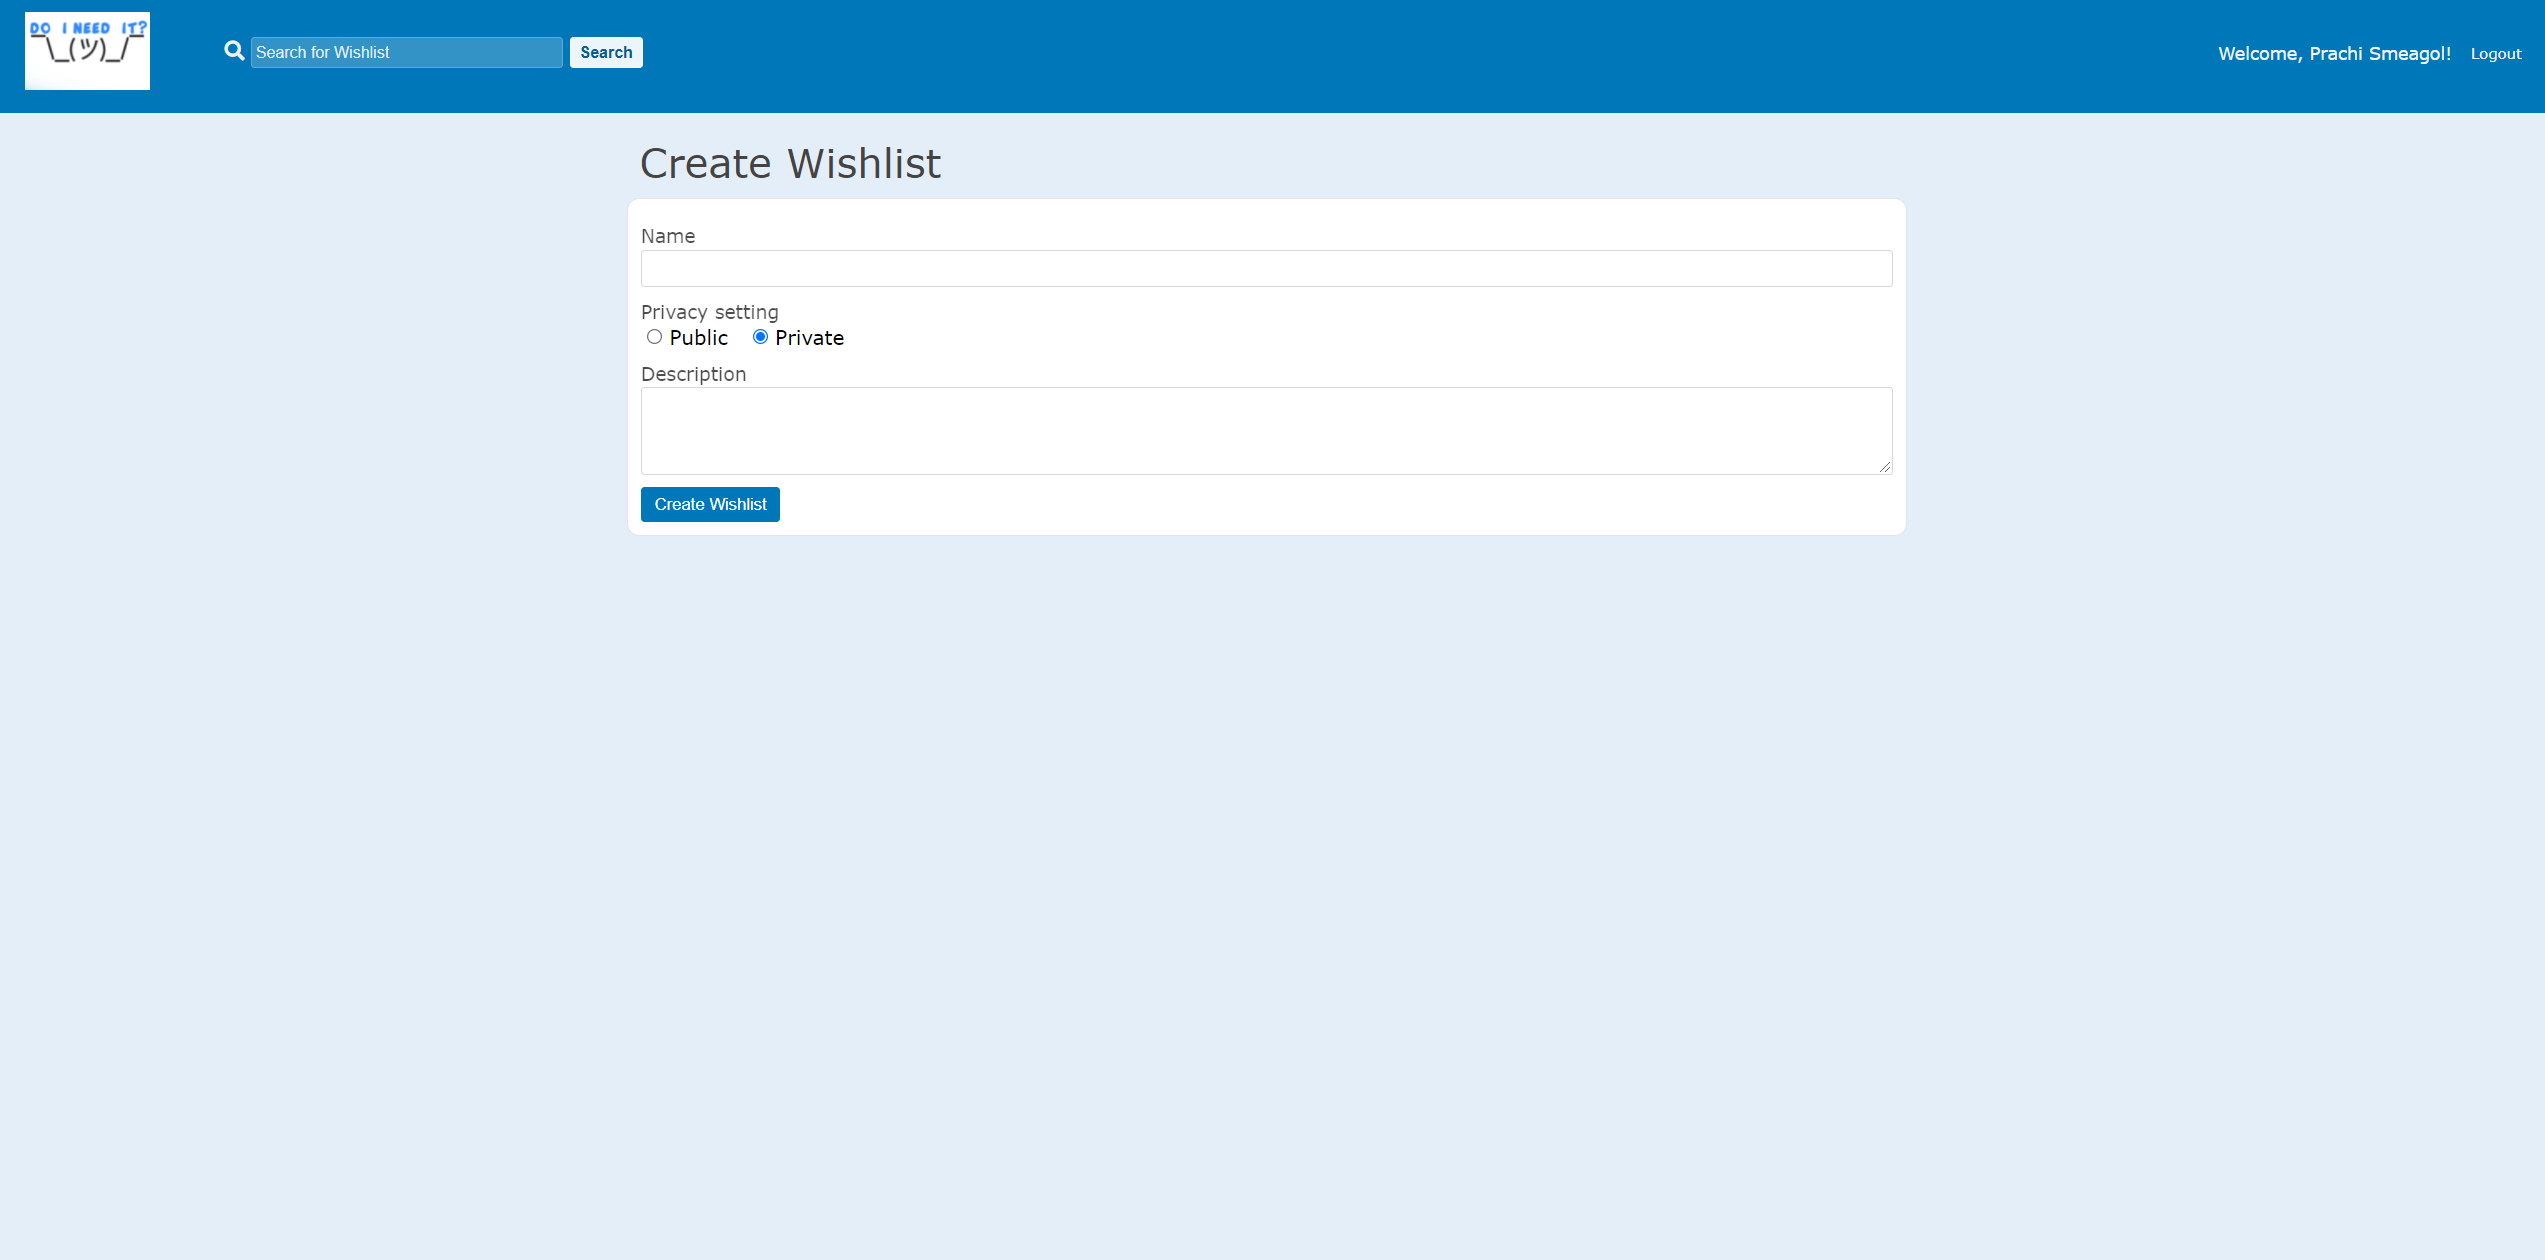 DO I NEED IT?
¯\_(ツ)_/¯
Search for Wishlist
Search
Welcome, Prachi Smeagol!
Logout
Create Wishlist
Name
Privacy setting
Public
Private
Description
Create Wishlist